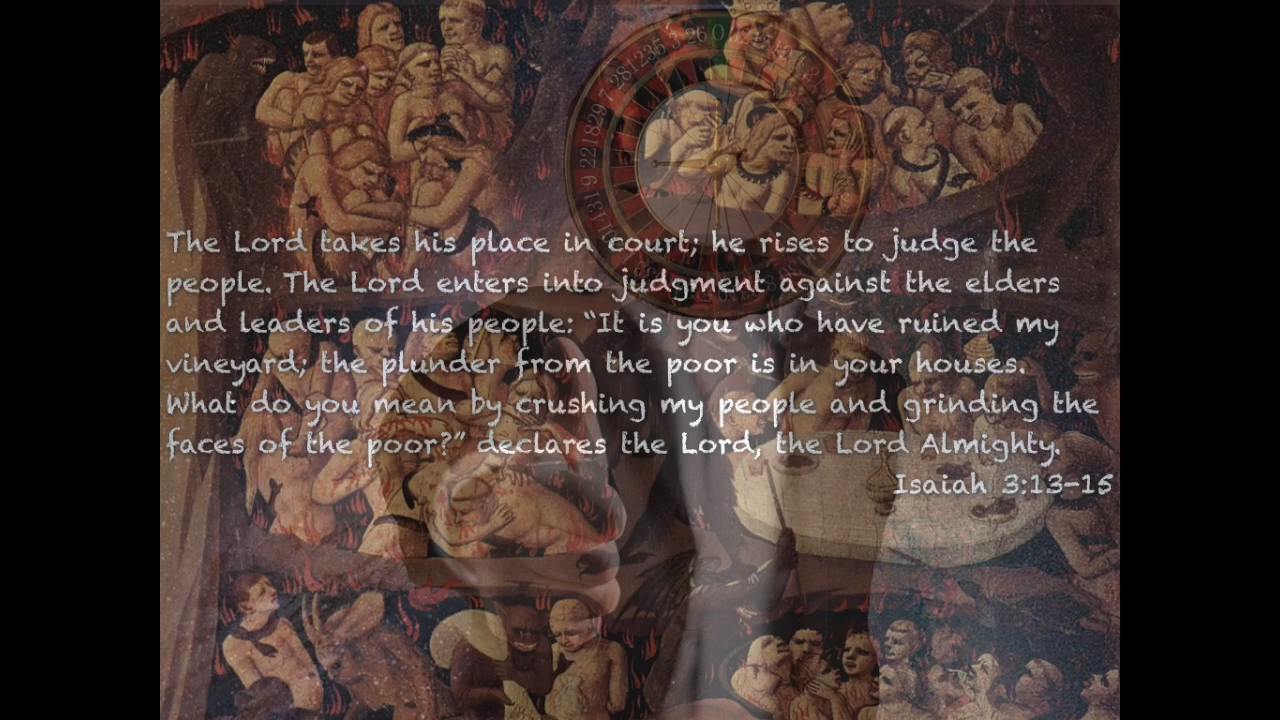 The Lord takes his place in court; he rises to judge the
people. The Lord enters into judgment against the elders
and leaders of his people: “It is you who have ruined my
vineyard; the plunder from the poor is in your houses.
What do you mean by crushing my people and grinding the
faces of the poor?” declares the Lord, the Lord Almighty.
Isaiah 3:13-15